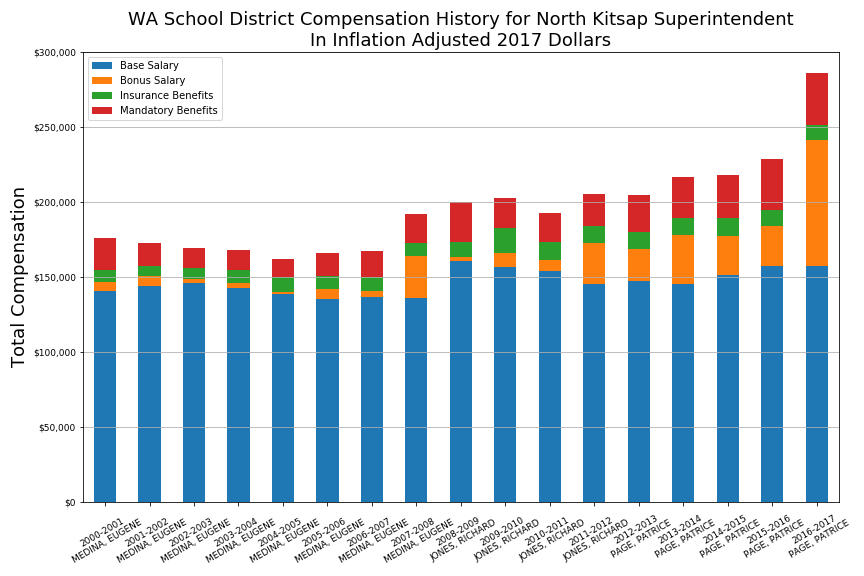 WA School District Compensation History for North Kitsap Superintendent
In Inflation Adjusted 2017 Dollars
Base Salary
Bonus Salary
Insurance Benefits
Mandatory Benefits
Total Compensation
$300,000
$250,000
$200,000
$150,000
$100,000
$50,000
$0
2000-2001
MEDINA, EUGENE
2001-2002
MEDINA, EUGENE
2002-2003
MEDINA, EUGENE
2003-2004
MEDINA, EUGENE
2004-2005
MEDINA, EUGENE
2005-2006
MEDINA, EUGENE
2006-2007
MEDINA, EUGENE
2007-2008
MEDINA, EUGENE
2008-2009
JONES, RICHARD
2009-2010
JONES, RICHARD
2010-2011
JONES, RICHARD
2011-2012
JONES, RICHARD
2012-2013
PAGE, PATRICE
2013-2014
PAGE, PATRICE
2014-2015
PAGE, PATRICE
2015-2016
PAGE, PATRICE
2016-2017
PAGE, PATRICE